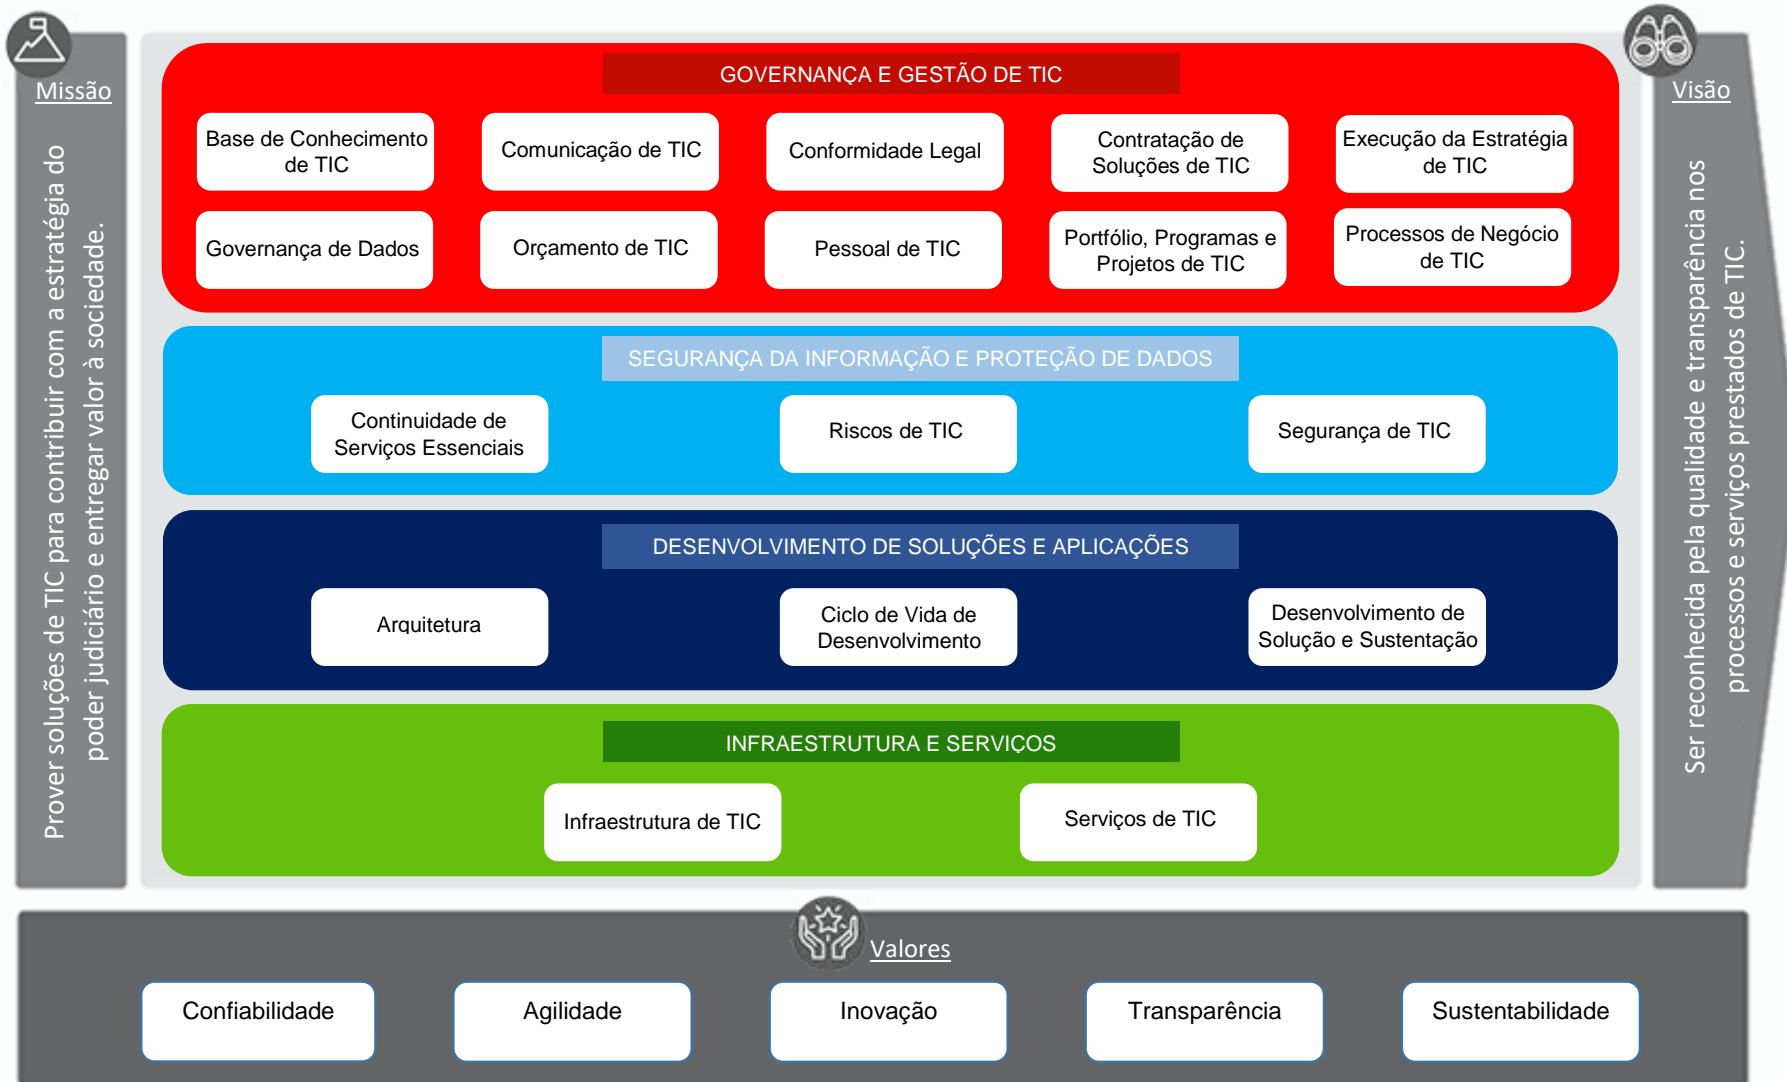 Missão
Prover soluções de TIC para contribuir com a estratégia do
poder judiciário e entregar valor à sociedade.
GOVERNANÇA E GESTÃO DE TIC
Base de Conhecimento
de TIC
Comunicação de TIC
Conformidade Legal
Contratação de
Soluções de TIC
Execução da Estratégia
de TIC
Governança de Dados
Orçamento de TIC
Pessoal de TIC
Portfólio, Programas e
Projetos de TIC
Processos de Negócio
de TIC
SEGURANÇA DA INFORMAÇÃO E PROTEÇÃO DE DADOS
Continuidade de
Serviços Essenciais
Riscos de TIC
Segurança de TIC
DESENVOLVIMENTO DE SOLUÇÕES E APLICAÇÕES
Arquitetura
Ciclo de Vida de
Desenvolvimento
Desenvolvimento de
Solução e Sustentação
INFRAESTRUTURA E SERVIÇOS
Infraestrutura de TIC
Serviços de TIC
Visão
Ser reconhecida pela qualidade e transparência nos
processos e serviços prestados de TIC.
Valores
Confiabilidade
Agilidade
Inovação
Transparência
Sustentabilidade